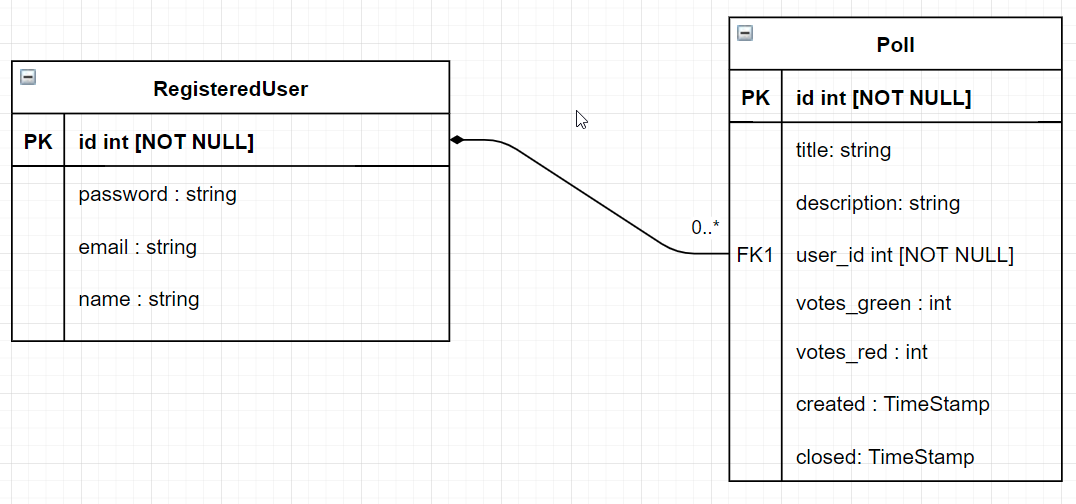 RegisteredUser
PK id int [NOT NULL]
password : string
email : string
name : string
0..*
Poll
PK id int [NOT NULL]
title: string
description: string
FK1 user_id int [NOT NULL]
votes_green : int
votes_red : int
created : TimeStamp
closed: TimeStamp